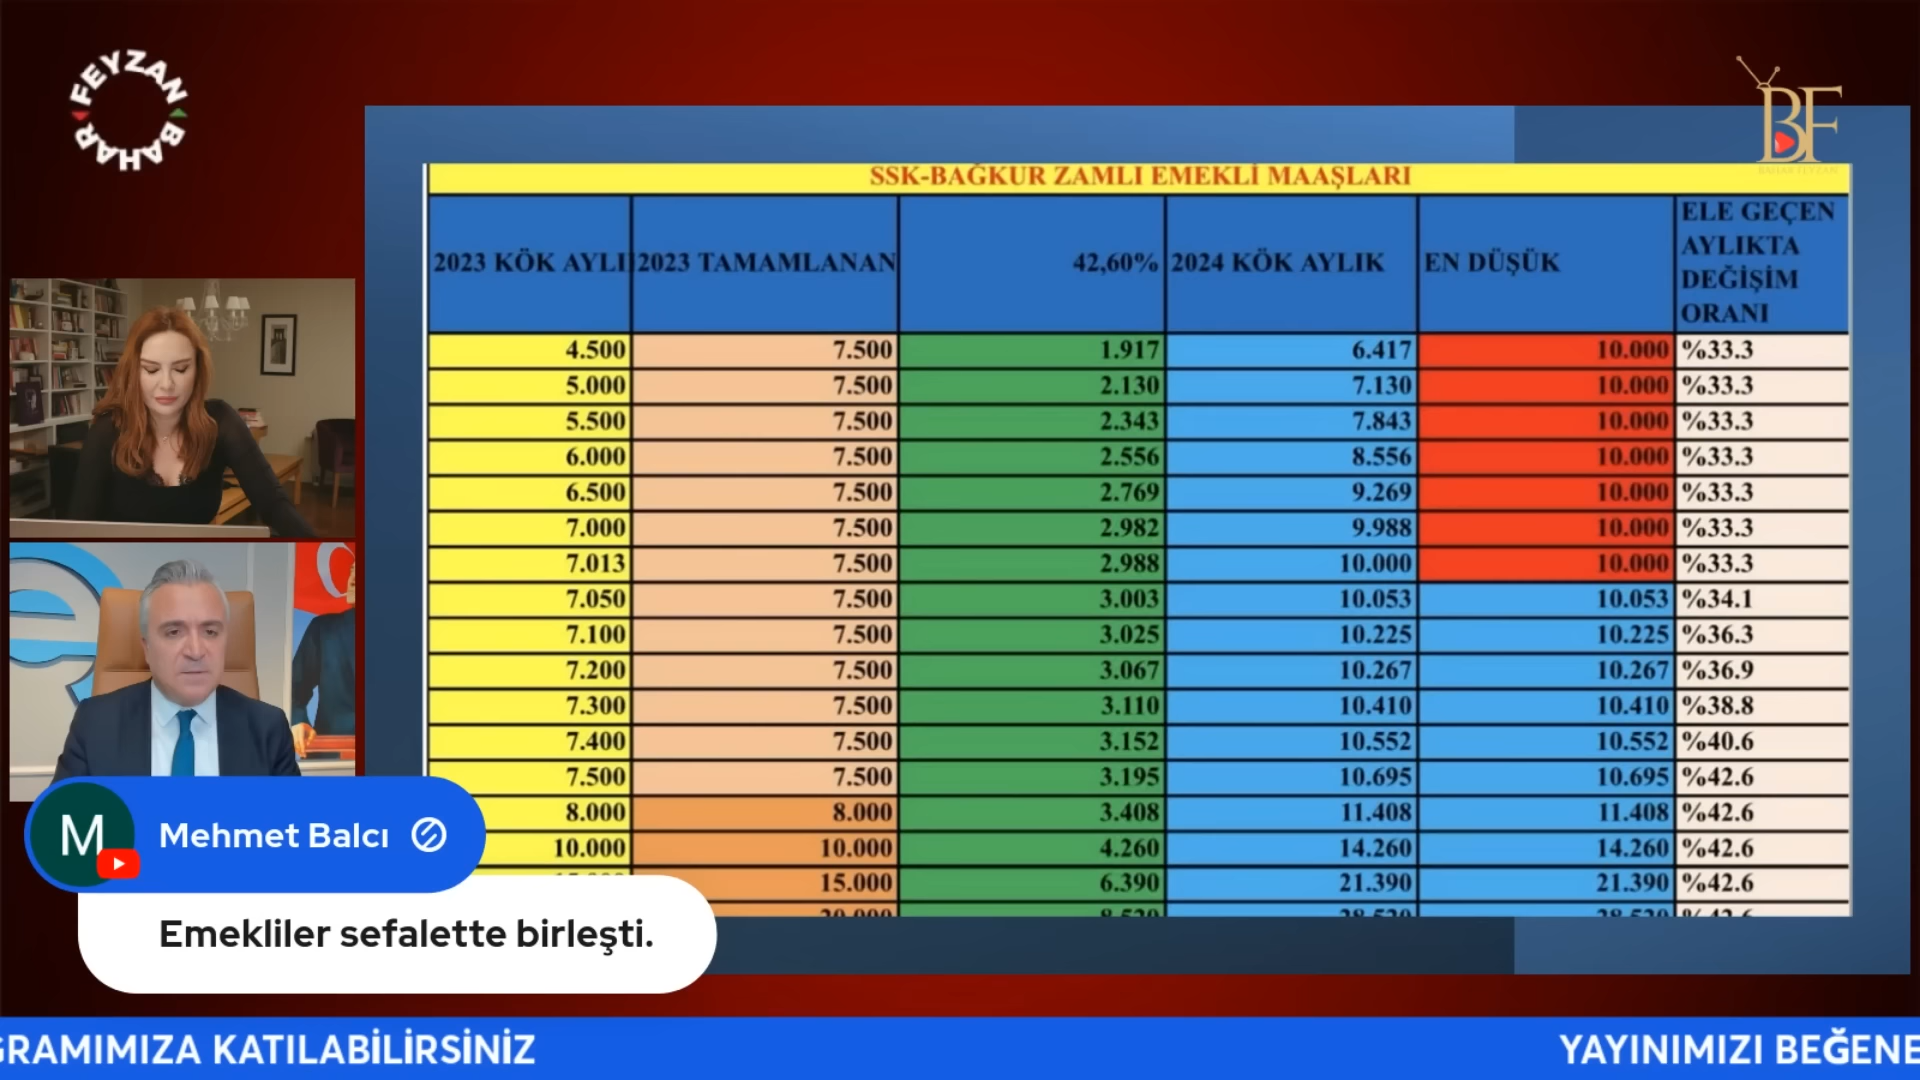 FEYZAN
BAHAR
BF
SSK-BAĞKUR ZAMLI EMEKLİ MAAŞLARI
2023 KÖK AYLI 2023 TAMAMLANAN 42,60% 2024 KÖK AYLIK EN DÜŞÜK ELE GEÇEN AYLIKTA DEĞİŞİM ORANI
4.500 7.500 1.917 6.417 10.000 %33.3
5.000 7.500 2.130 7.130 10.000 %33.3
5.500 7.500 2.343 7.843 10.000 %33.3
6.000 7.500 2.556 8.556 10.000 %33.3
6.500 7.500 2.769 9.269 10.000 %33.3
7.000 7.500 2.982 9.988 10.000 %33.3
7.013 7.500 2.988 10.000 10.000 %33.3
7.050 7.500 3.003 10.053 10.053 %34.1
7.100 7.500 3.025 10.225 10.225 %36.3
7.200 7.500 3.067 10.267 10.267 %36.9
7.300 7.500 3.110 10.410 10.410 %38.8
7.400 7.500 3.152 10.552 10.552 %40.6
7.500 7.500 3.195 10.695 10.695 %42.6
8.000 8.000 3.408 11.408 11.408 %42.6
10.000 10.000 4.260 14.260 14.260 %42.6
15.000 6.390 21.390 21.390 %42.6
M
Mehmet Balcı
Emekliler sefalette birleşti.
GRAMIMIZA KATILABİLİRSİNİZ
YAYINIMIZI BEĞENE